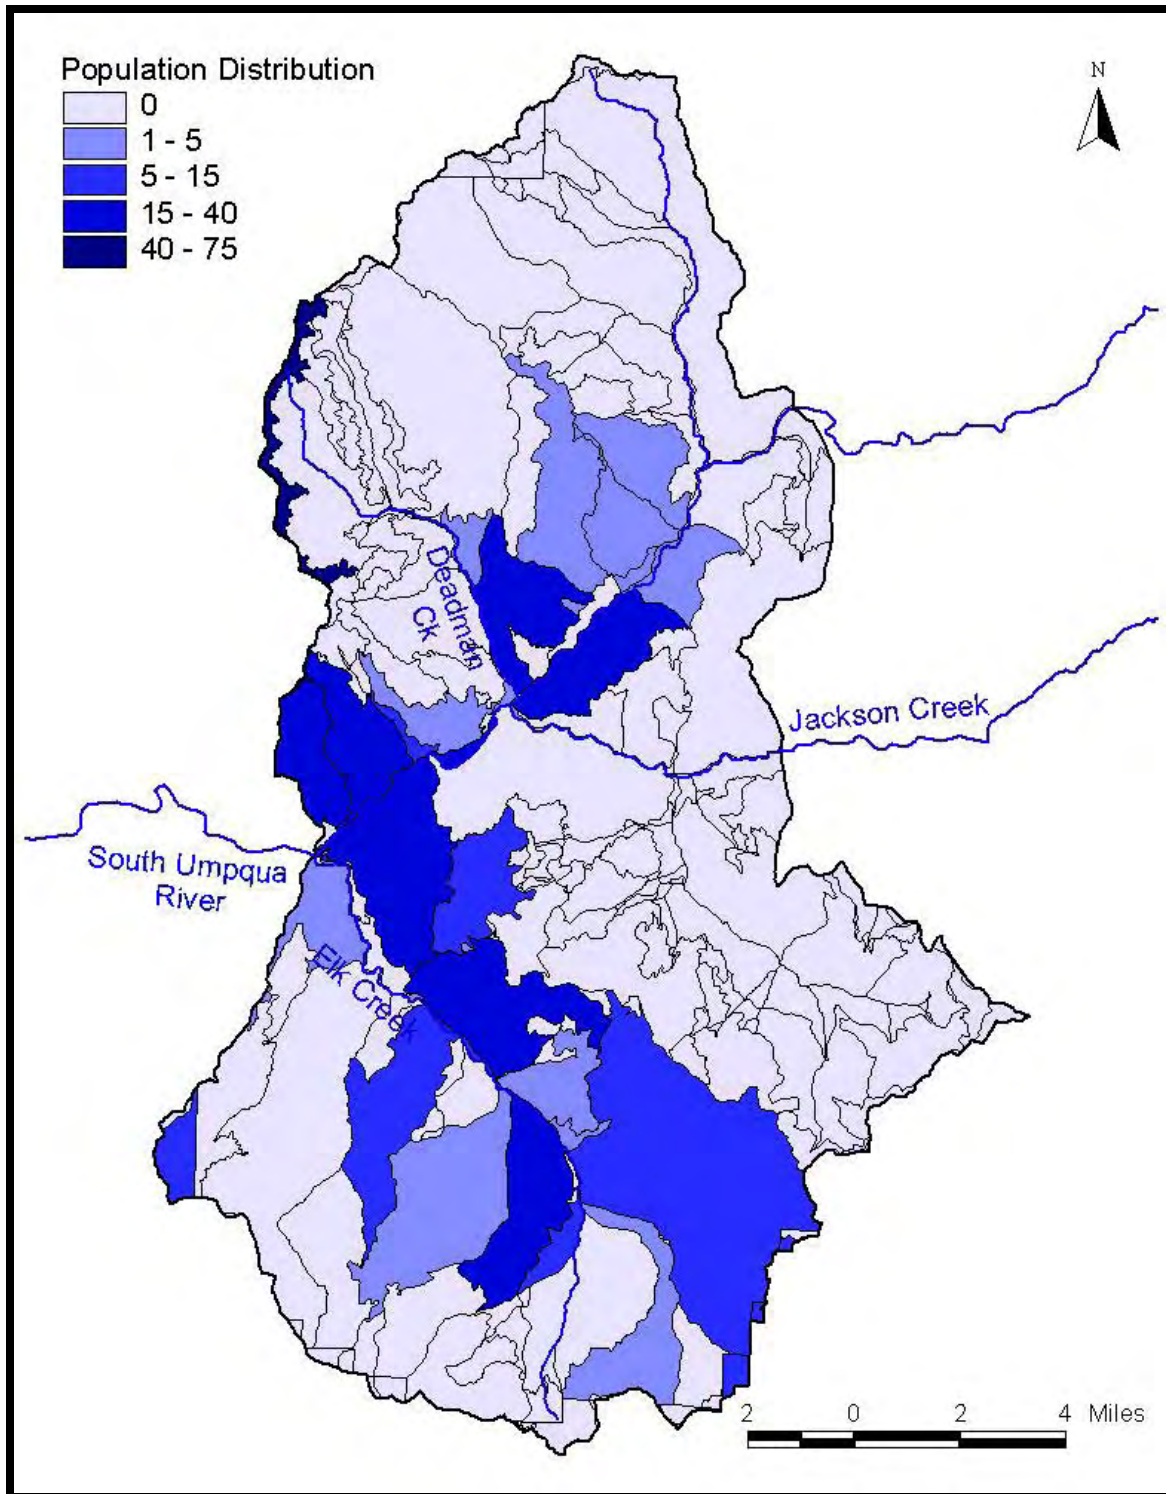 Population Distribution
0
1 - 5
5 - 15
15 - 40
40 - 75
N
Deadman
Ck
Jackson Creek
South Umpqua
River
Elk Creek
2 0 2 4 Miles